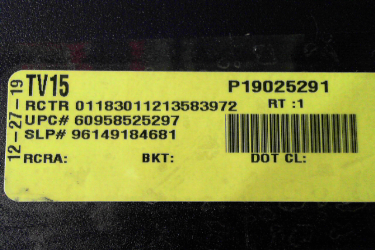 12-27-19
TV15 P19025291
RCTR 01183011213583972 RT :1
UPC# 60958525297
SLP# 96149184681
RCRA: BKT: DOT CL: